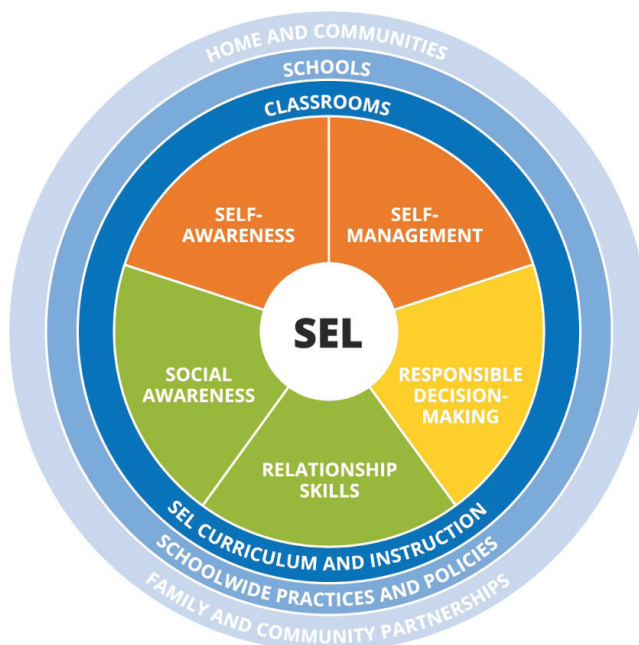 HOME AND COMMUNITIES
SCHOOLS
CLASSROOMS
SELF-
AWARENESS
SELF-
MANAGEMENT
SEL
SOCIAL
AWARENESS
RESPONSIBLE
DECISION-
MAKING
RELATIONSHIP
SKILLS
SEL CURRICULUM AND INSTRUCTION
SCHOOLWIDE PRACTICES AND POLICIES
FAMILY AND COMMUNITY PARTNERSHIPS